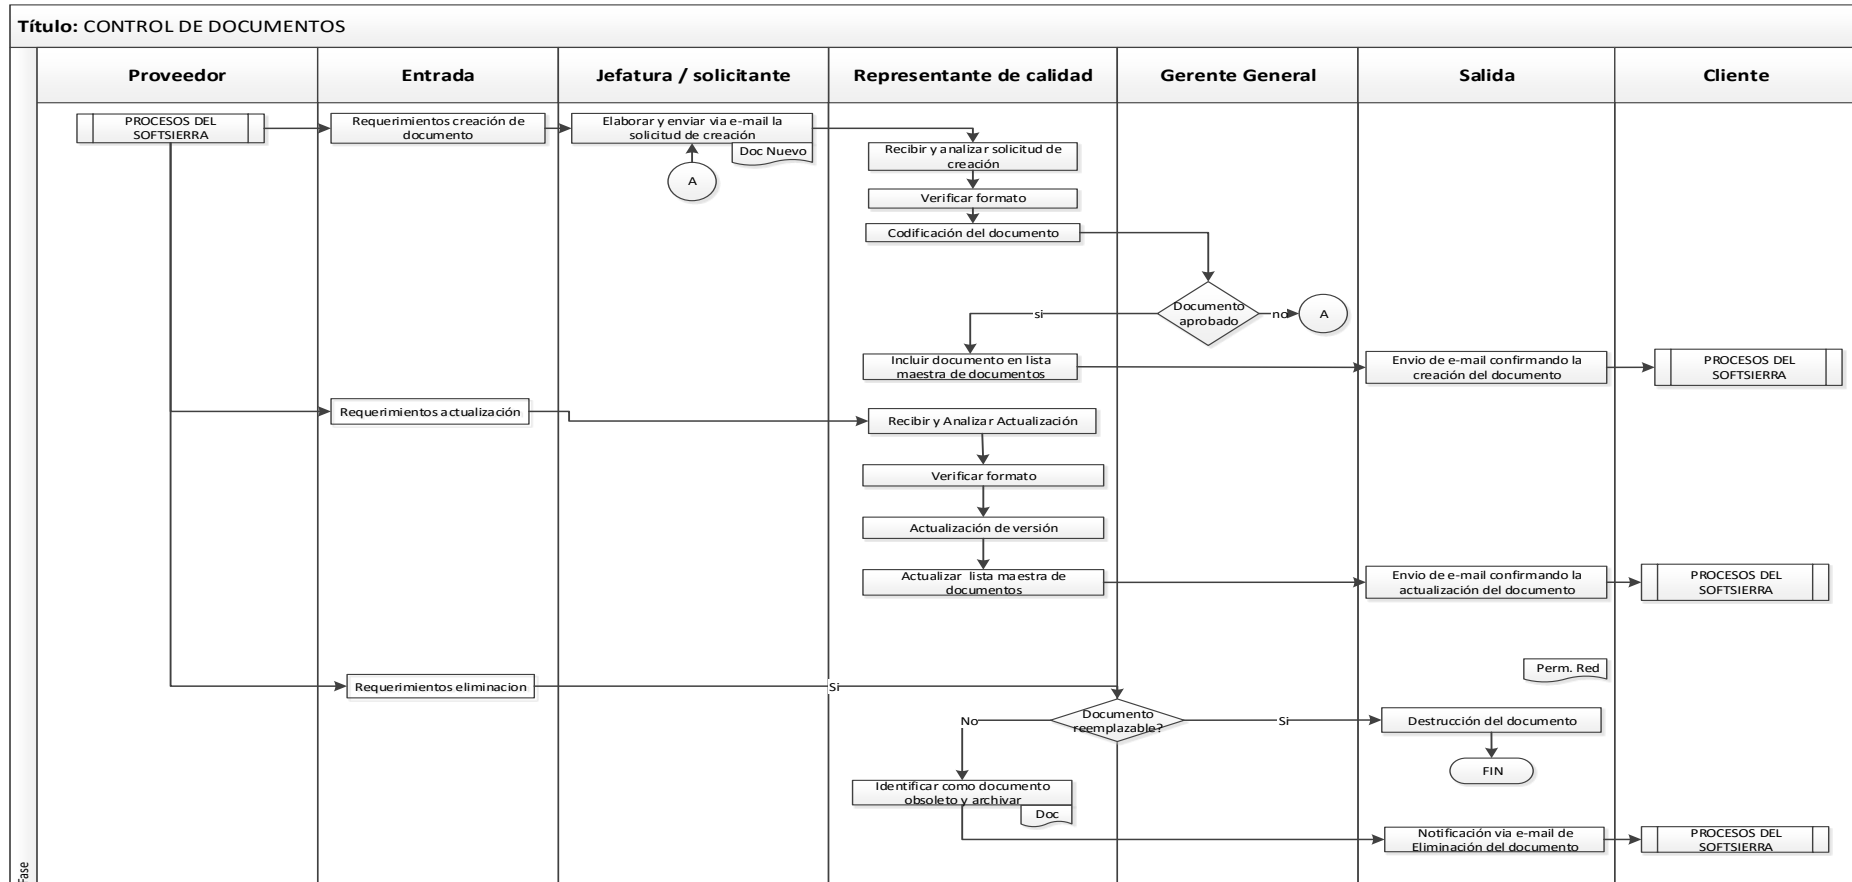 Título: CONTROL DE DOCUMENTOS
Proveedor
Entrada
Jefatura / solicitante
Representante de calidad
Gerente General
Salida
Cliente
PROCESOS DEL
SOFTSIERRA
Requerimientos creación de
documento
Elaborar y enviar via e-mail la
solicitud de creación
Doc Nuevo
A
Recibir y analizar solicitud de
creación
Verificar formato
Codificación del documento
Documento
aprobado
si
no
A
Incluir documento en lista
maestra de documentos
Envio de e-mail confirmando la
creación del documento
PROCESOS DEL
SOFTSIERRA
Requerimientos actualización
Recibir y Analizar Actualización
Verificar formato
Actualización de versión
Actualizar lista maestra de
documentos
Envio de e-mail confirmando la
actualización del documento
PROCESOS DEL
SOFTSIERRA
Perm. Red
Requerimientos eliminacion
Si
Documento
reemplazable?
No
Si
Destrucción del documento
FIN
Identificar como documento
obsoleto y archivar
Doc
Notificación via e-mail de
Eliminación del documento
PROCESOS DEL
SOFTSIERRA
Fase